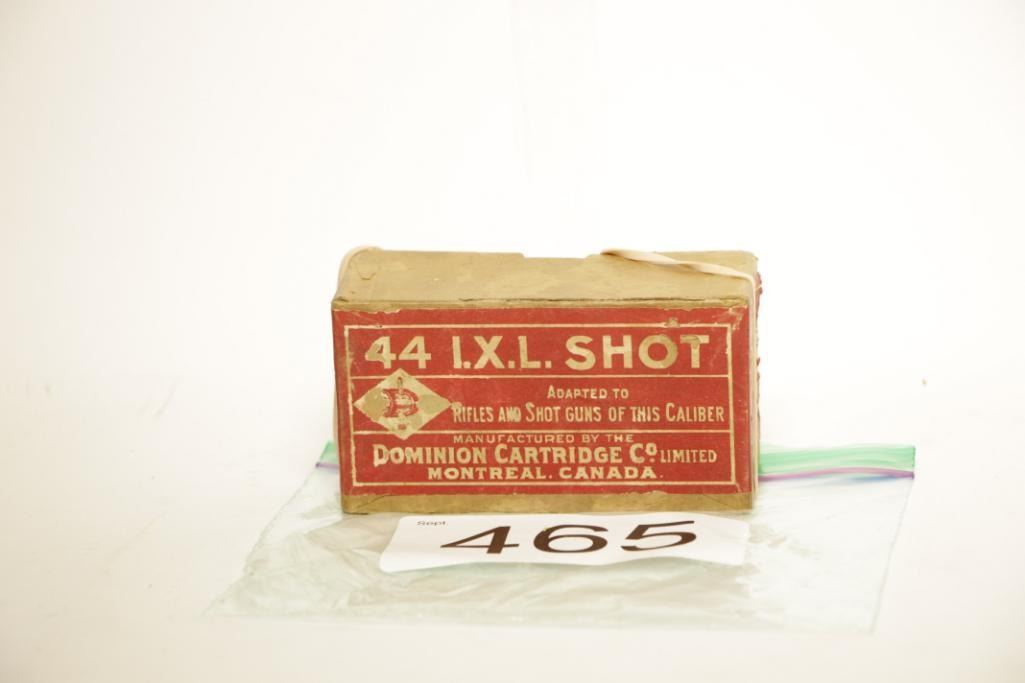 44 I.X.L. SHOT
ADAPTED TO
RIFLES AND SHOT GUNS OF THIS CALIBER
MANUFACTURED BY THE
DOMINION CARTRIDGE Co. LIMITED
MONTREAL. CANADA.
Sept.
465